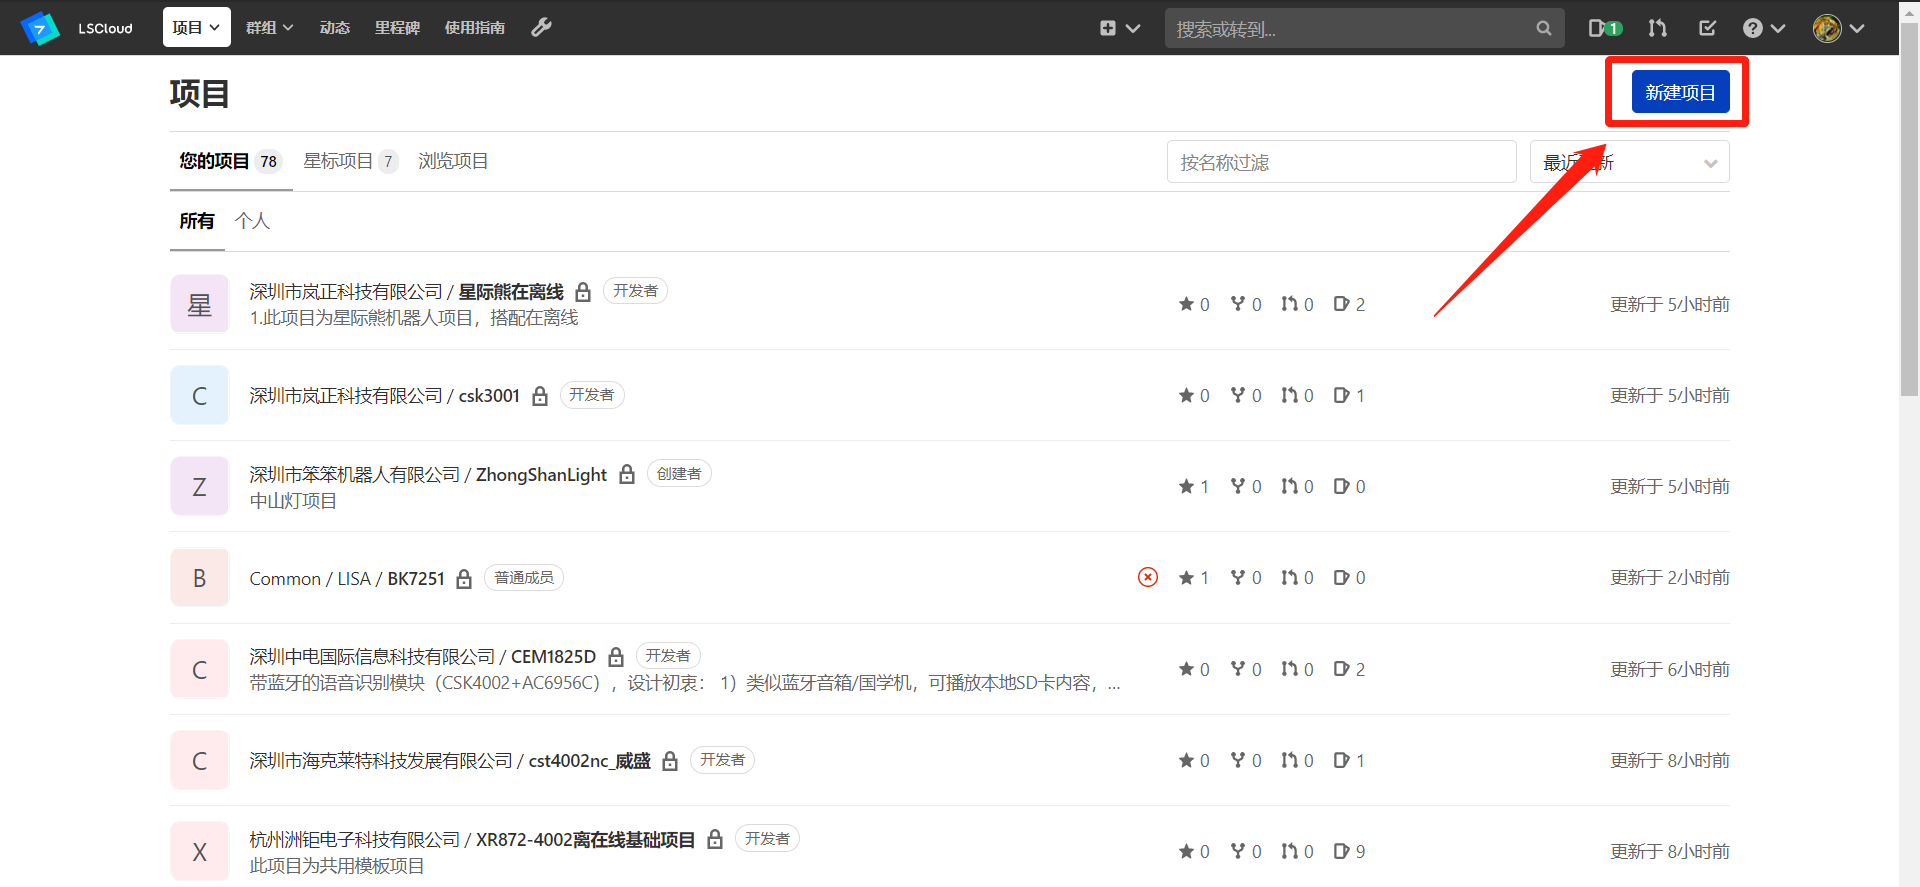 LSCloud 项目 群组 动态 里程碑 使用指南 搜索或转到... 1
项目
新建项目
您的项目 78 星标项目 7 浏览项目 按名称过滤 最近更新
所有 个人
星 深圳市岚正科技有限公司 / 星际熊在离线 开发者 0 0 0 2 更新于 5小时前
1.此项目为星际熊机器人项目，搭配在离线
C 深圳市岚正科技有限公司 / csk3001 开发者 0 0 0 1 更新于 5小时前
Z 深圳市笨笨机器人有限公司 / ZhongShanLight 创建者 1 0 0 0 更新于 5小时前
中山灯项目
B Common / LISA / BK7251 普通成员 1 0 0 0 更新于 2小时前
C 深圳中电国际信息科技有限公司 / CEM1825D 开发者 0 0 0 2 更新于 6小时前
带蓝牙的语音识别模块（CSK4002+AC6956C），设计初衷： 1）类似蓝牙音箱/国学机，可播放本地SD卡内容，...
C 深圳市海克莱特科技发展有限公司 / cst4002nc_威盛 开发者 0 0 0 1 更新于 8小时前
X 杭州洲钜电子科技有限公司 / XR872-4002离在线基础项目 开发者 0 0 0 9 更新于 8小时前
此项目为共用模板项目